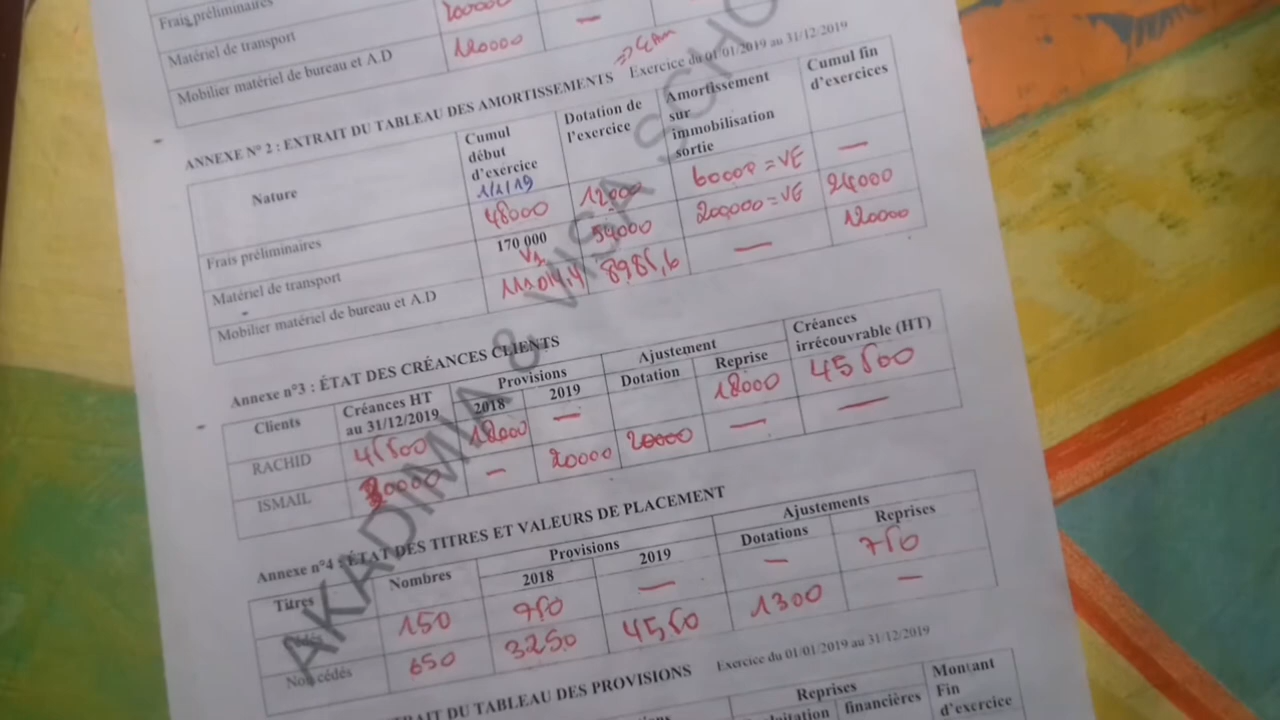 Frais préliminaires 200000
Matériel de transport —
Mobilier matériel de bureau et A.D 120000
ANNEXE N° 2 : EXTRAIT DU TABLEAU DES AMORTISSEMENTS Exercice du 01/01/2019 au 31/12/2019
Nature Cumul début d'exercice 1/1/19 Dotation de l'exercice Amortissement sur immobilisation sortie Cumul fin d'exercices
Frais préliminaires 48000 12000 60000 = VE —
Matériel de transport 170 000 54000 200000 = VE 24000
Mobilier matériel de bureau et A.D 111014,4 8985,6 — 120000
Annexe n°3 : ÉTAT DES CRÉANCES CLIENTS
Clients Créances HT au 31/12/2019 Provisions Ajustement Créances irrécouvrable (HT)
2018 2019 Dotation Reprise
RACHID 45500 18000 — 18000 45500
ISMAIL 80000 — 20000 20000 — —
Annexe n°4 : ÉTAT DES TITRES ET VALEURS DE PLACEMENT
Titres Nombres Provisions Ajustements
2018 2019 Dotations Reprises
150 750 — — 750
Non cédés 650 3250 4550 1300 —
TRAIT DU TABLEAU DES PROVISIONS Exercice du 01/01/2019 au 31/12/2019
Reprises Montant Fin d'exercice
financières
AKADIMIA & VISA SCHO